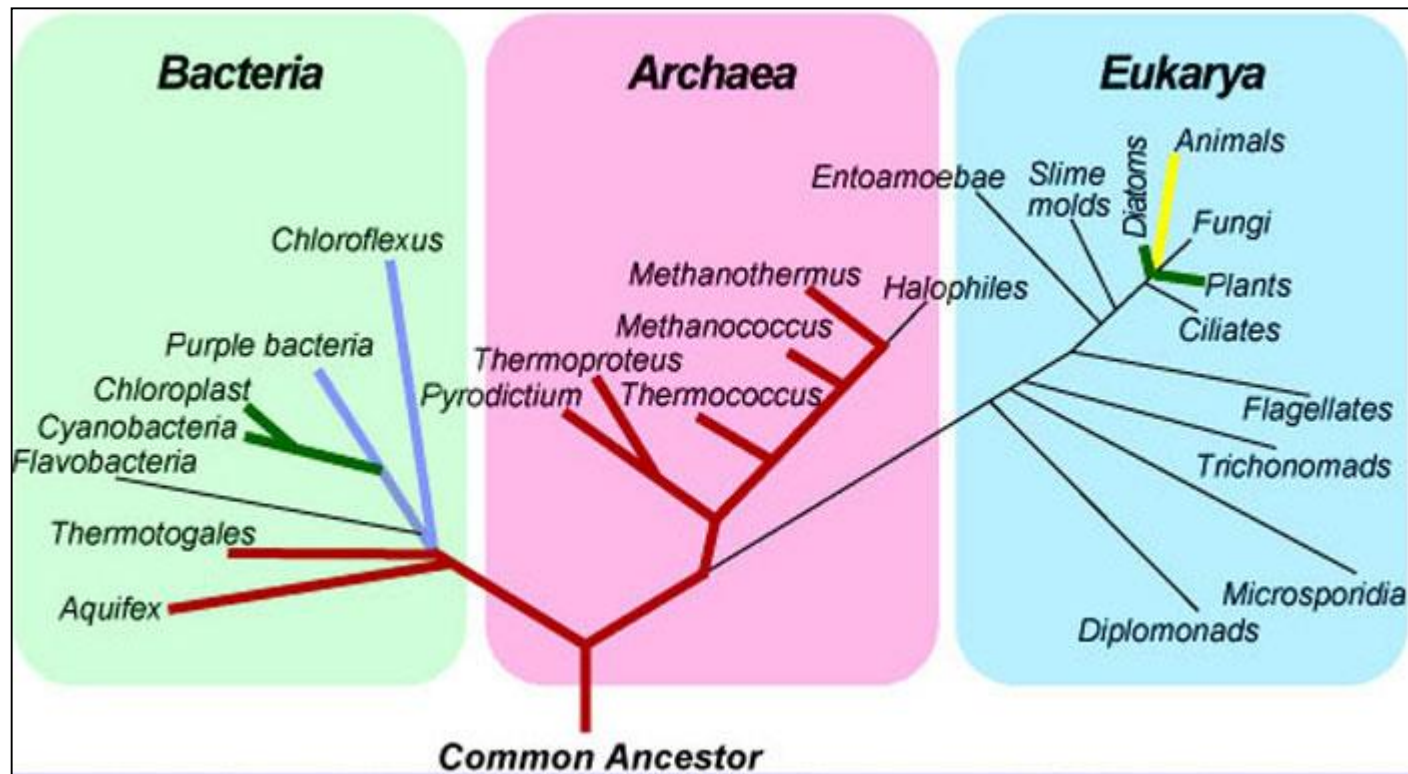 Bacteria
Archaea
Eukarya
Chloroflexus
Purple bacteria
Chloroplast
Cyanobacteria
Flavobacteria
Thermotogales
Aquifex
Methanothermus
Halophiles
Methanococcus
Thermoproteus
Pyrodictium
Thermococcus
Entoamoebae
Slime
molds
Diatoms
Animals
Fungi
Plants
Ciliates
Flagellates
Trichonomads
Microsporidia
Diplomonads
Common Ancestor